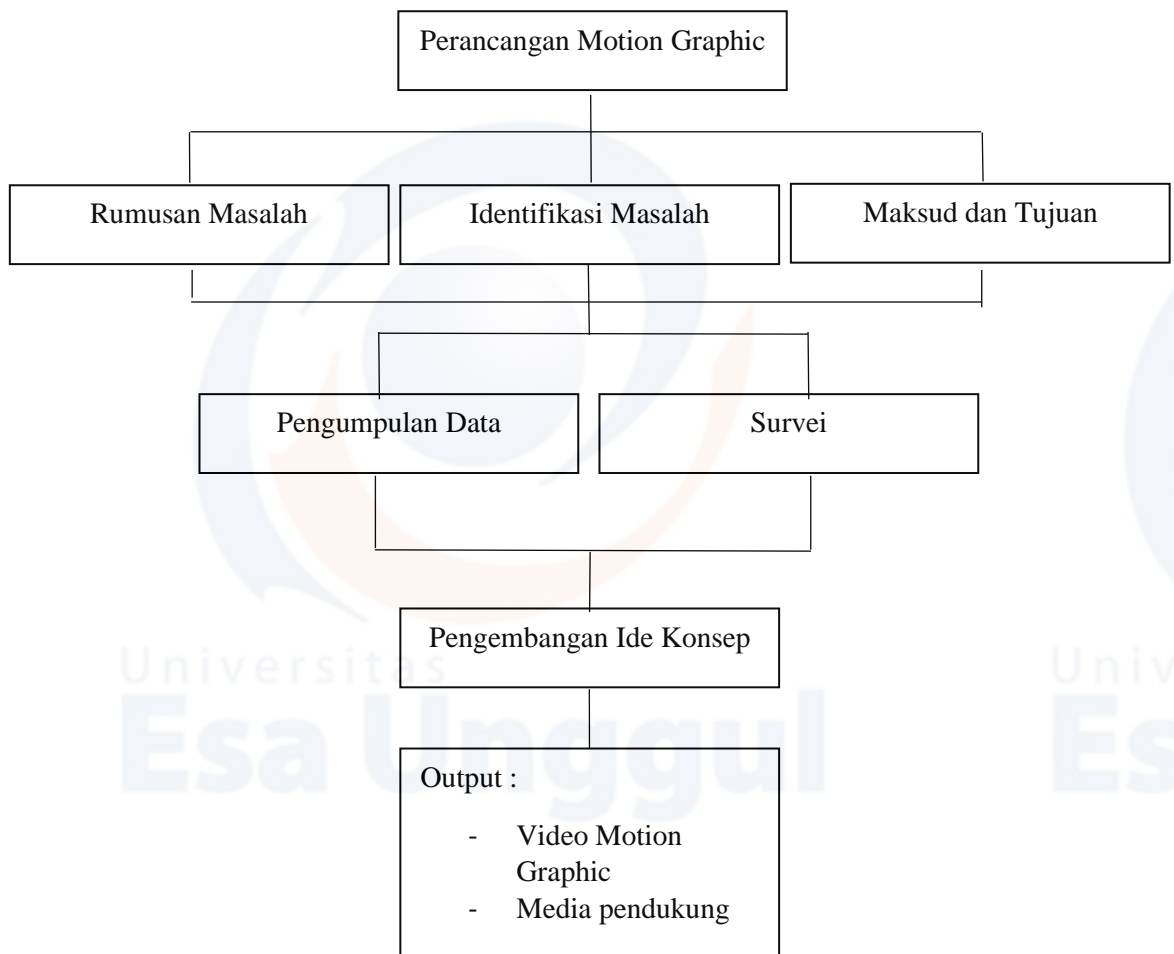 Perancangan Motion Graphic
Rumusan Masalah
Identifikasi Masalah
Maksud dan Tujuan
Pengumpulan Data
Survei
Pengembangan Ide Konsep
Universitas
Esa Unggul
Univ
Es
Output :
- Video Motion
Graphic
- Media pendukung